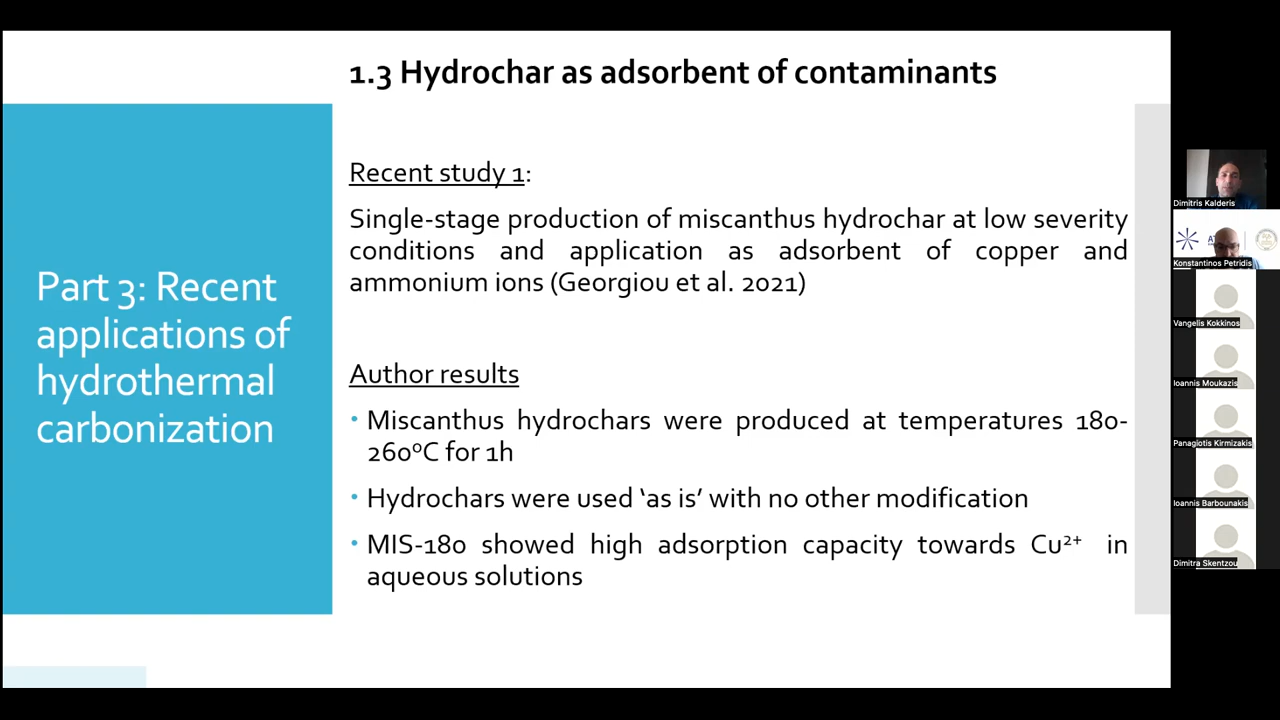 1.3 Hydrochar as adsorbent of contaminants
Part 3: Recent
applications of
hydrothermal
carbonization
Recent study 1:
Single-stage production of miscanthus hydrochar at low severity
conditions and application as adsorbent of copper and
ammonium ions (Georgiou et al. 2021)
Author results
• Miscanthus hydrochars were produced at temperatures 180-
260ºC for 1h
• Hydrochars were used ‘as is’ with no other modification
• MIS-180 showed high adsorption capacity towards Cu²⁺ in
aqueous solutions
Dimitris Kalderis
Konstantinos Petridis
Vangelis Kokkinos
Ioannis Moukazis
Panagiotis Kirmizakis
Ioannis Barbounakis
Dimitra Skentzou